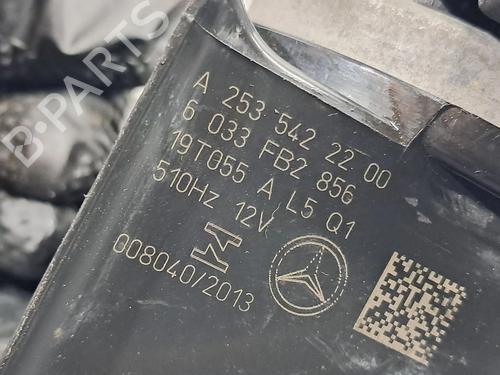 A 253 542 22 00
6 033 FB2 856
19T055 A L5 Q1
510Hz 12V
008040/2013
B-PARTS